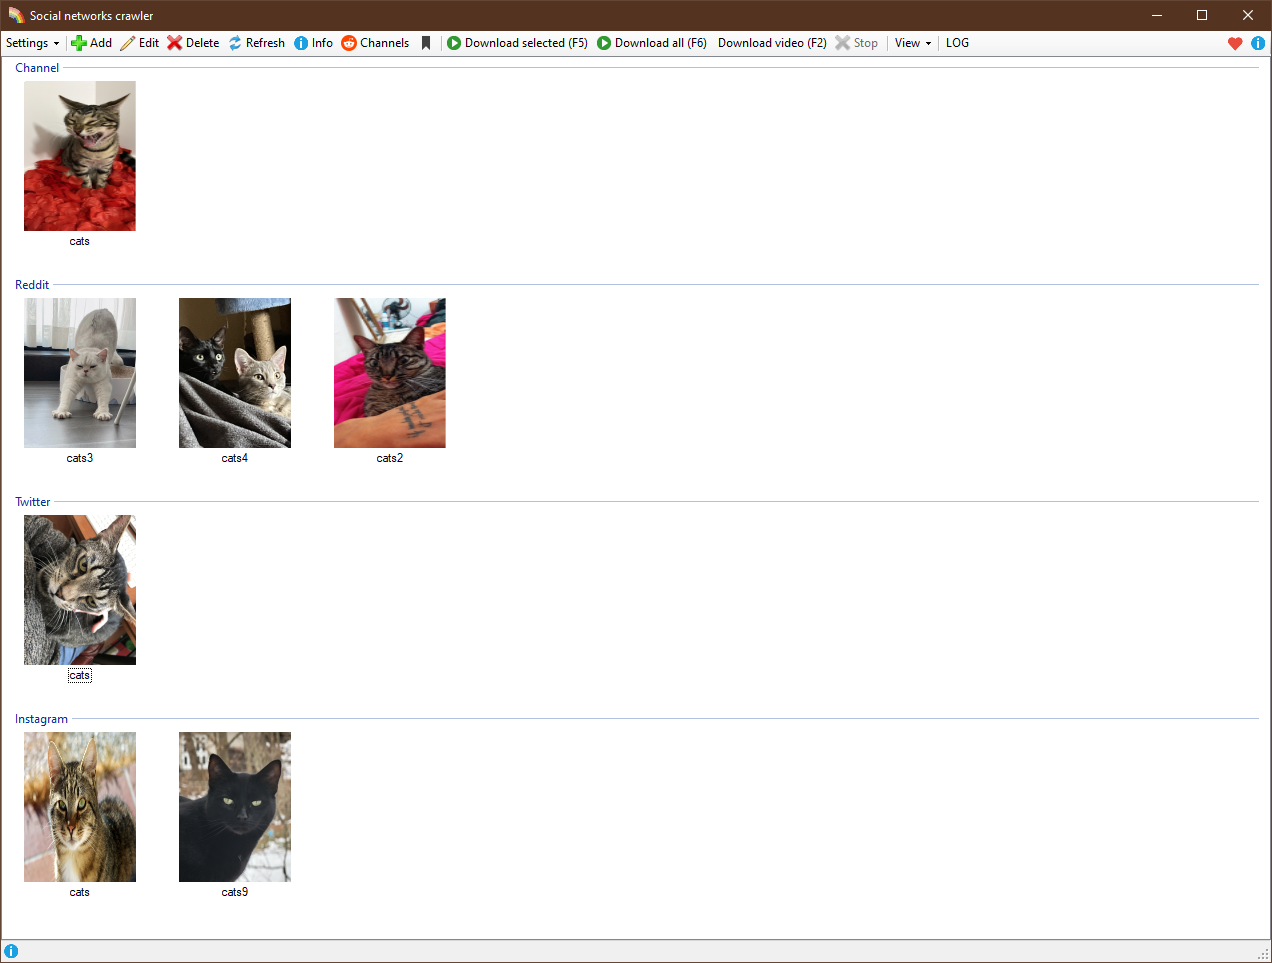 Social networks crawler
Settings Add Edit Delete Refresh Info Channels Download selected (F5) Download all (F6) Download video (F2) Stop View LOG
Channel
cats
Reddit
cats3 cats4 cats2
Twitter
cats
Instagram
cats cats9